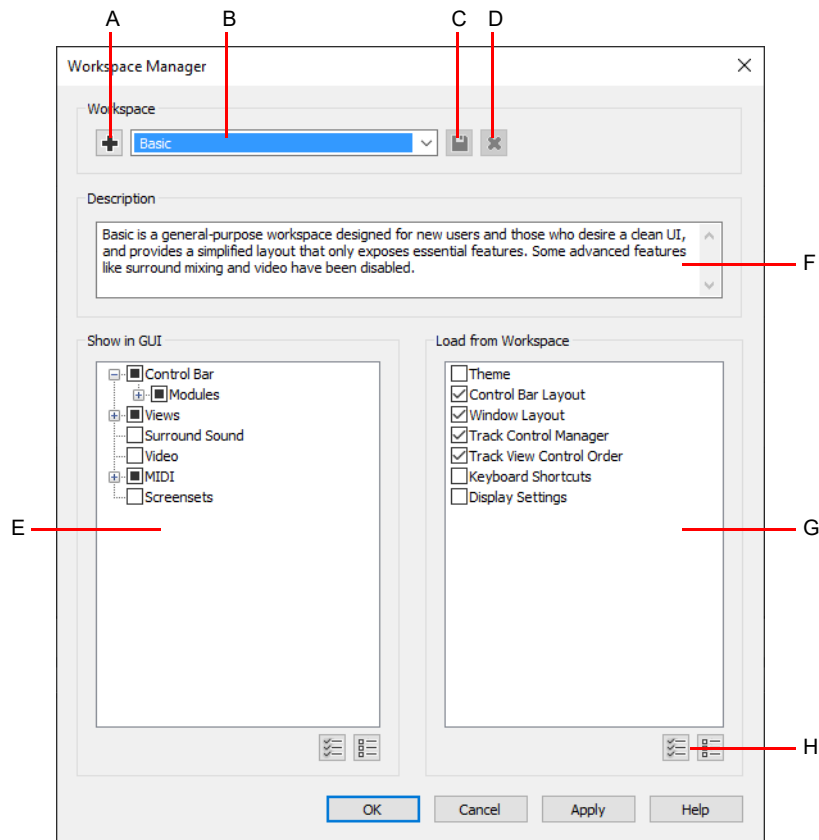 A B C D
Workspace Manager
Workspace
Basic
Description
Basic is a general-purpose workspace designed for new users and those who desire a clean UI,
and provides a simplified layout that only exposes essential features. Some advanced features
like surround mixing and video have been disabled.
F
Show in GUI
Control Bar
Modules
Views
Surround Sound
Video
MIDI
Screensets
E
Load from Workspace
Theme
Control Bar Layout
Window Layout
Track Control Manager
Track View Control Order
Keyboard Shortcuts
Display Settings
G
H
OK Cancel Apply Help